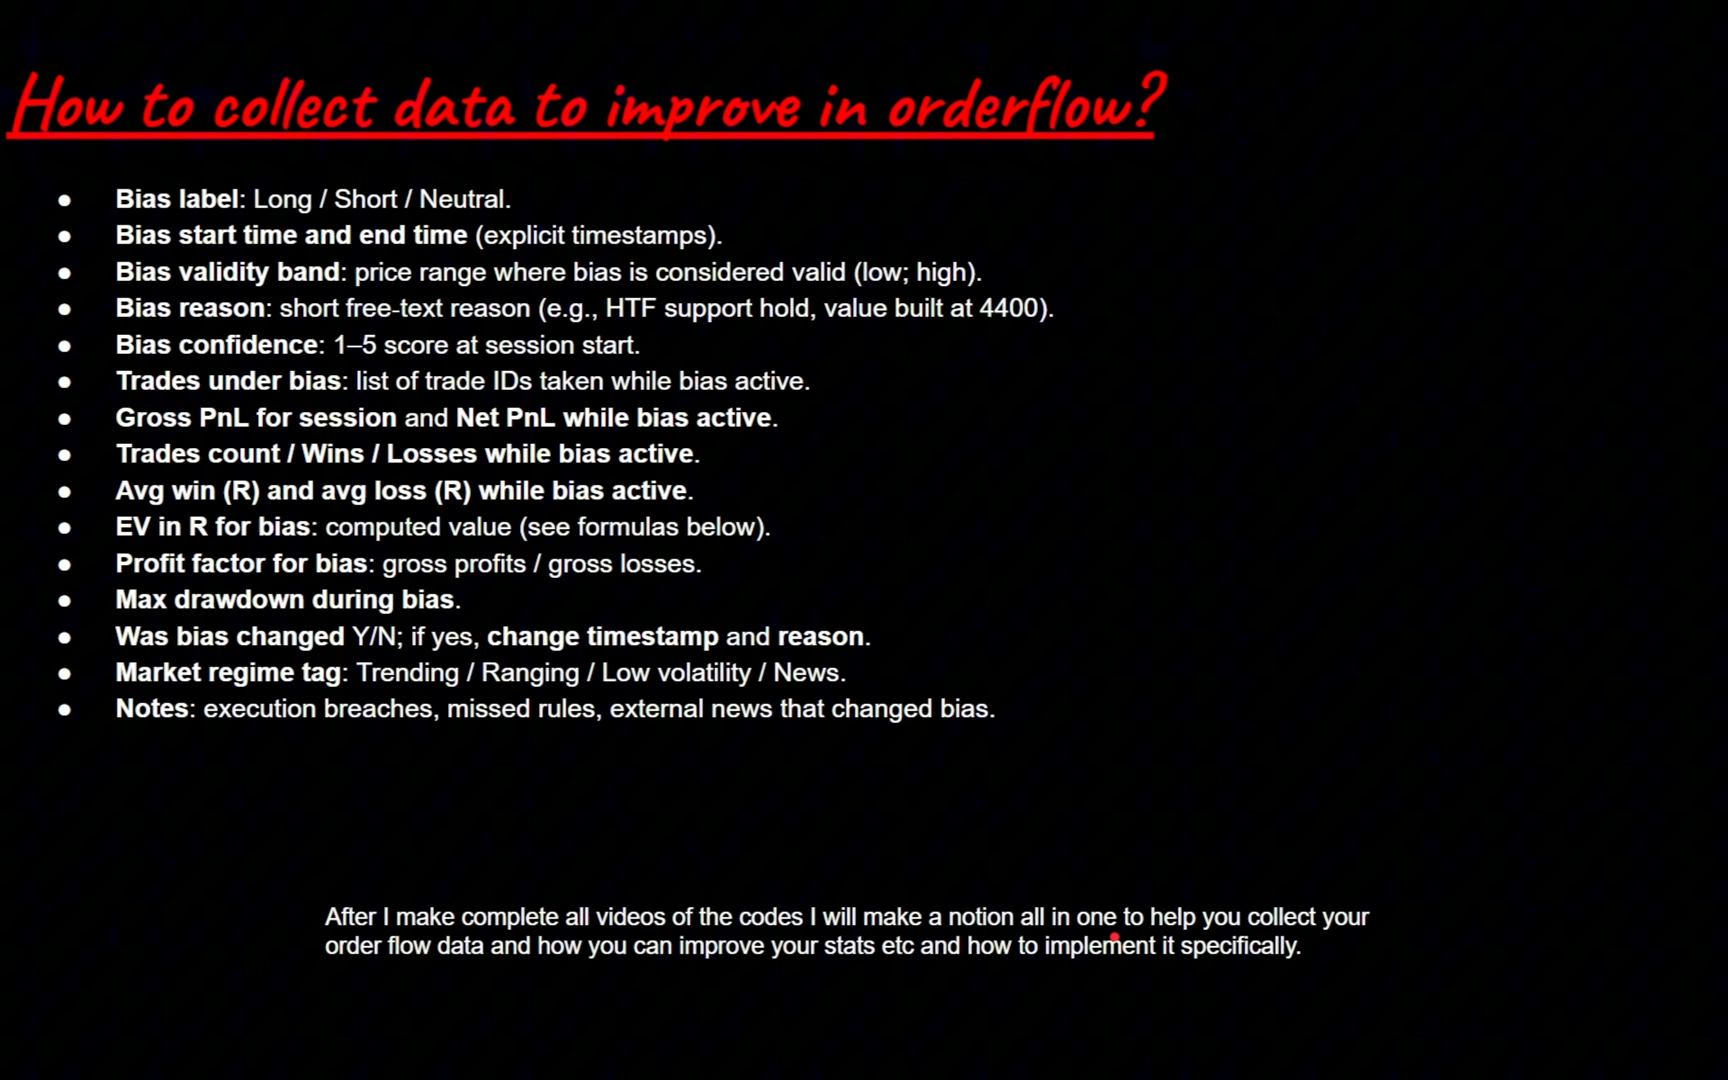 How to collect data to improve in orderflow?
● Bias label: Long / Short / Neutral.
● Bias start time and end time (explicit timestamps).
● Bias validity band: price range where bias is considered valid (low; high).
● Bias reason: short free-text reason (e.g., HTF support hold, value built at 4400).
● Bias confidence: 1–5 score at session start.
● Trades under bias: list of trade IDs taken while bias active.
● Gross PnL for session and Net PnL while bias active.
● Trades count / Wins / Losses while bias active.
● Avg win (R) and avg loss (R) while bias active.
● EV in R for bias: computed value (see formulas below).
● Profit factor for bias: gross profits / gross losses.
● Max drawdown during bias.
● Was bias changed Y/N; if yes, change timestamp and reason.
● Market regime tag: Trending / Ranging / Low volatility / News.
● Notes: execution breaches, missed rules, external news that changed bias.
After I make complete all videos of the codes I will make a notion all in one to help you collect your
order flow data and how you can improve your stats etc and how to implement it specifically.